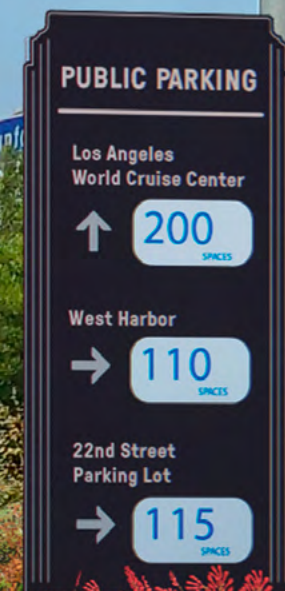 PUBLIC PARKING
Los Angeles
World Cruise Center
↑ 200
SPACES
West Harbor
→ 110
SPACES
22nd Street
Parking Lot
→ 115
SPACES